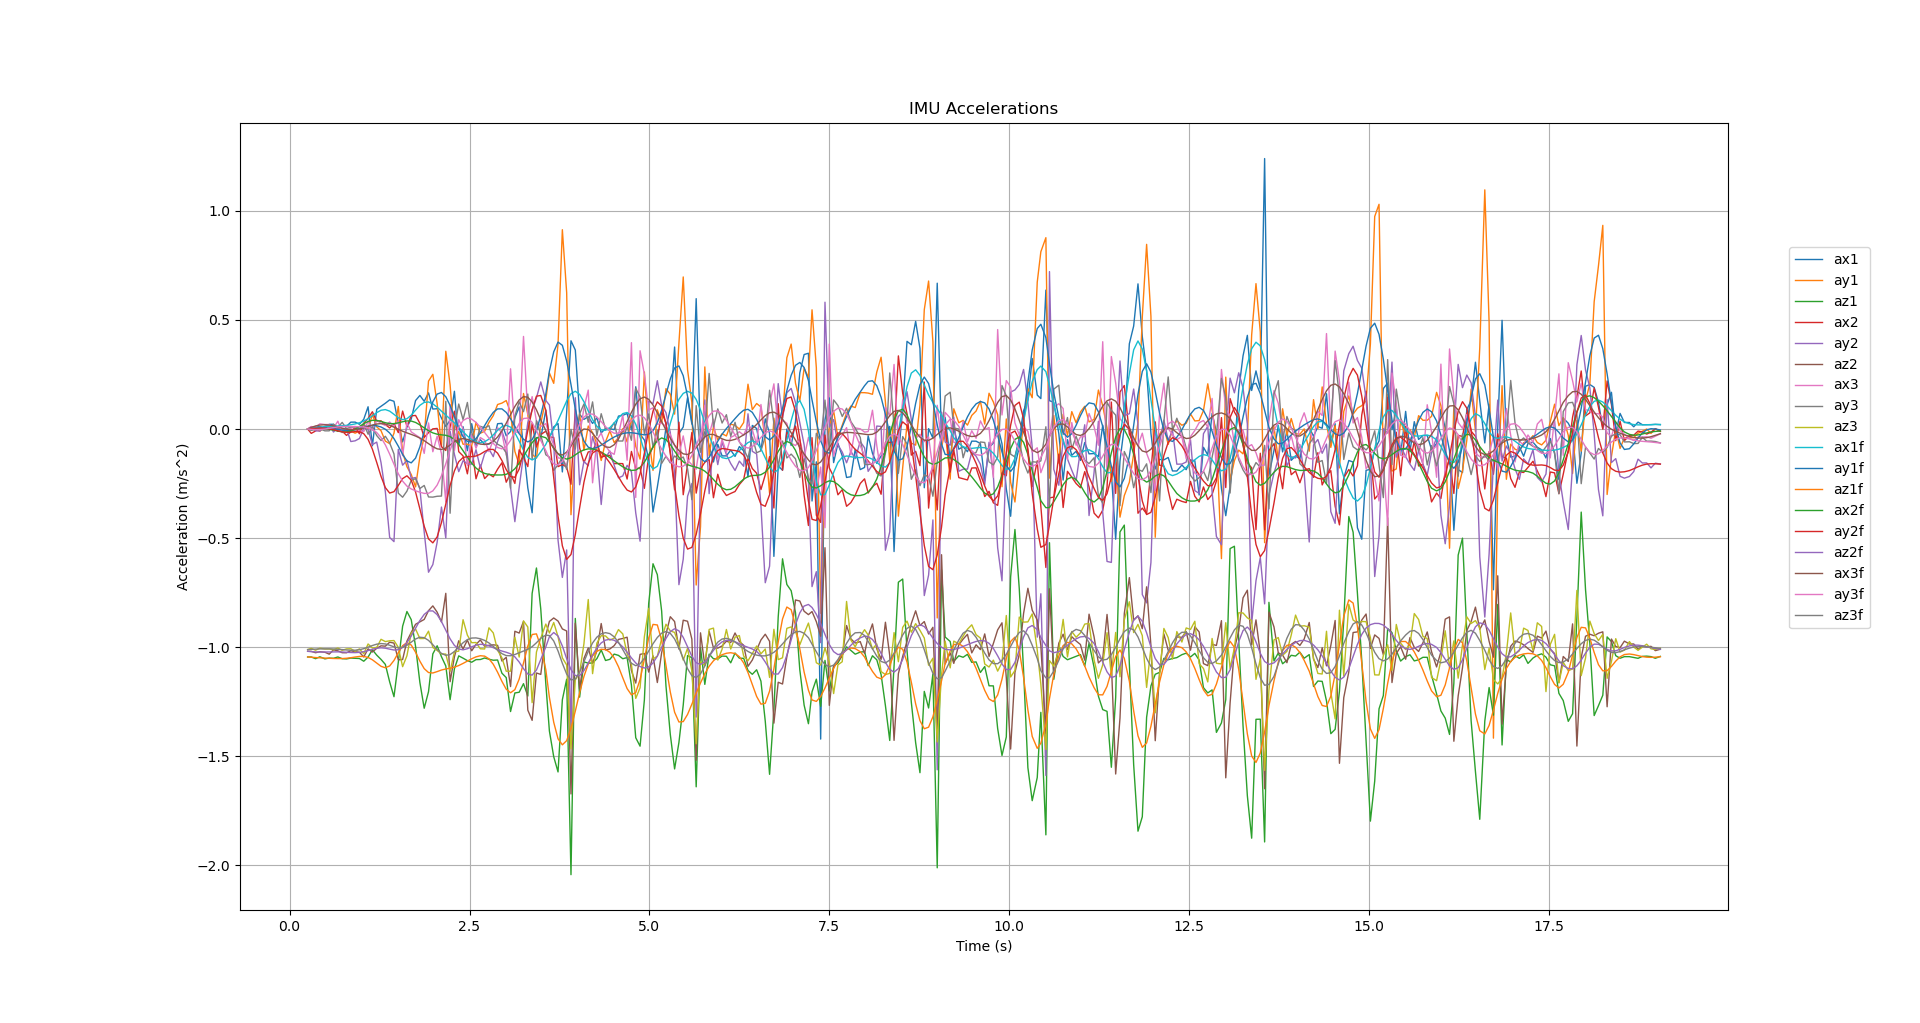 IMU Accelerations
Acceleration (m/s^2)
1.0
0.5
0.0
−0.5
−1.0
−1.5
−2.0
0.0 2.5 5.0 7.5 10.0 12.5 15.0 17.5
Time (s)
ax1
ay1
az1
ax2
ay2
az2
ax3
ay3
az3
ax1f
ay1f
az1f
ax2f
ay2f
az2f
ax3f
ay3f
az3f